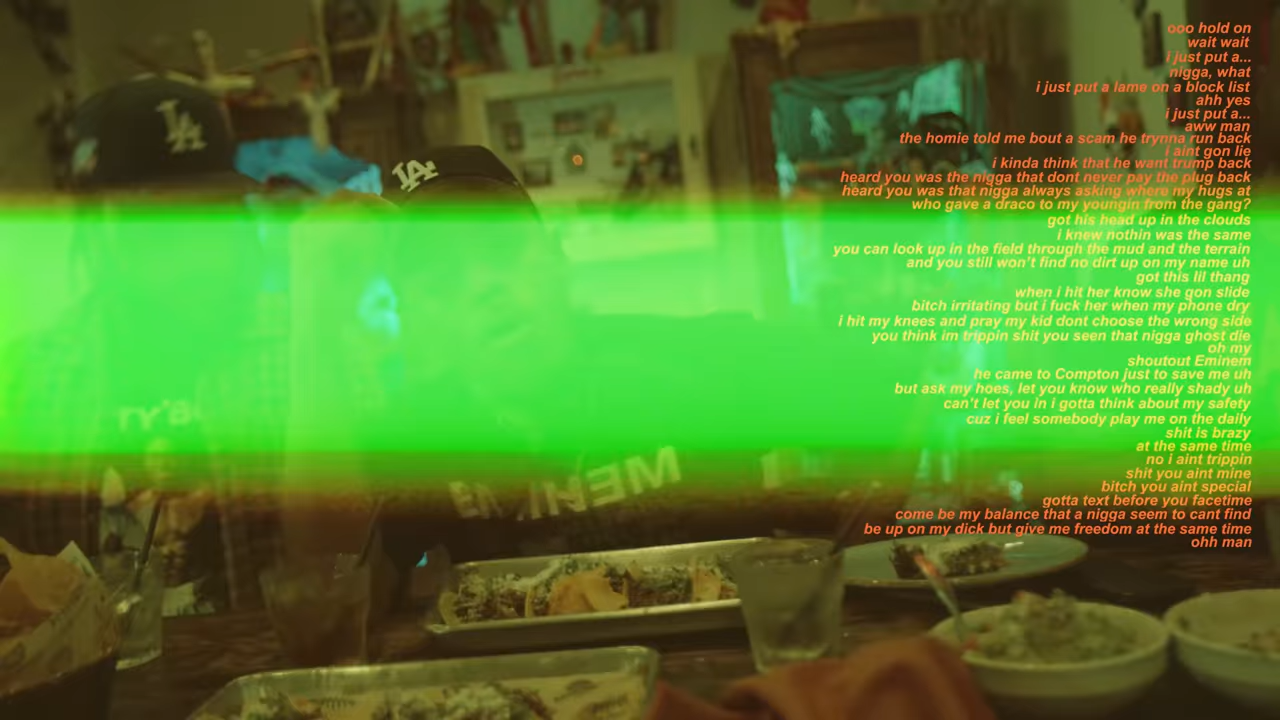 LA
LA
TY'S
MENI
ooo hold on
wait wait
i just put a...
nigga, what
i just put a lame on a block list
ahh yes
i just put a...
aww man
the homie told me bout a scam he trynna run back
i aint gon lie
i kinda think that he want trump back
heard you was the nigga that dont never pay the plug back
heard you was that nigga always asking where my hugs at
who gave a draco to my youngin from the gang?
got his head up in the clouds
i knew nothin was the same
you can look up in the field through the mud and the terrain
and you still won't find no dirt up on my name uh
got this lil thang
when i hit her know she gon slide
bitch irritating but i fuck her when my phone dry
i hit my knees and pray my kid dont choose the wrong side
you think im trippin shit you seen that nigga ghost die
oh my
shoutout Eminem
he came to Compton just to save me uh
but ask my hoes, let you know who really shady uh
can't let you in i gotta think about my safety
cuz i feel somebody play me on the daily
shit is brazy
at the same time
no i aint trippin
shit you aint mine
bitch you aint special
gotta text before you facetime
come be my balance that a nigga seem to cant find
be up on my dick but give me freedom at the same time
ohh man